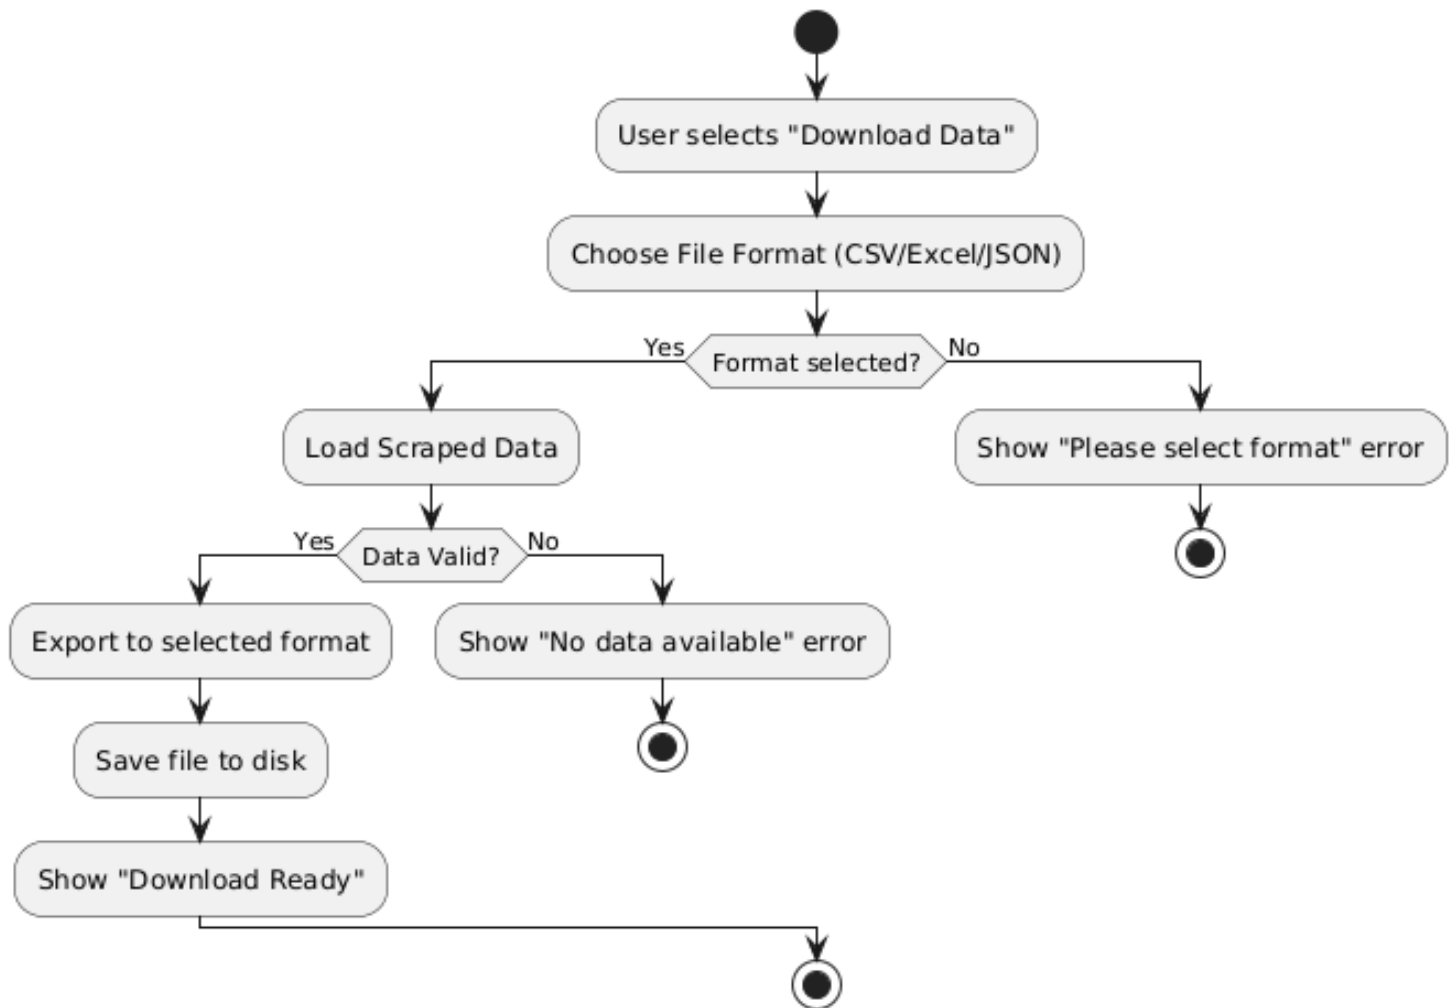 User selects "Download Data"
Choose File Format (CSV/Excel/JSON)
Format selected?
Yes
No
Load Scraped Data
Show "Please select format" error
Data Valid?
Yes
No
Export to selected format
Show "No data available" error
Save file to disk
Show "Download Ready"